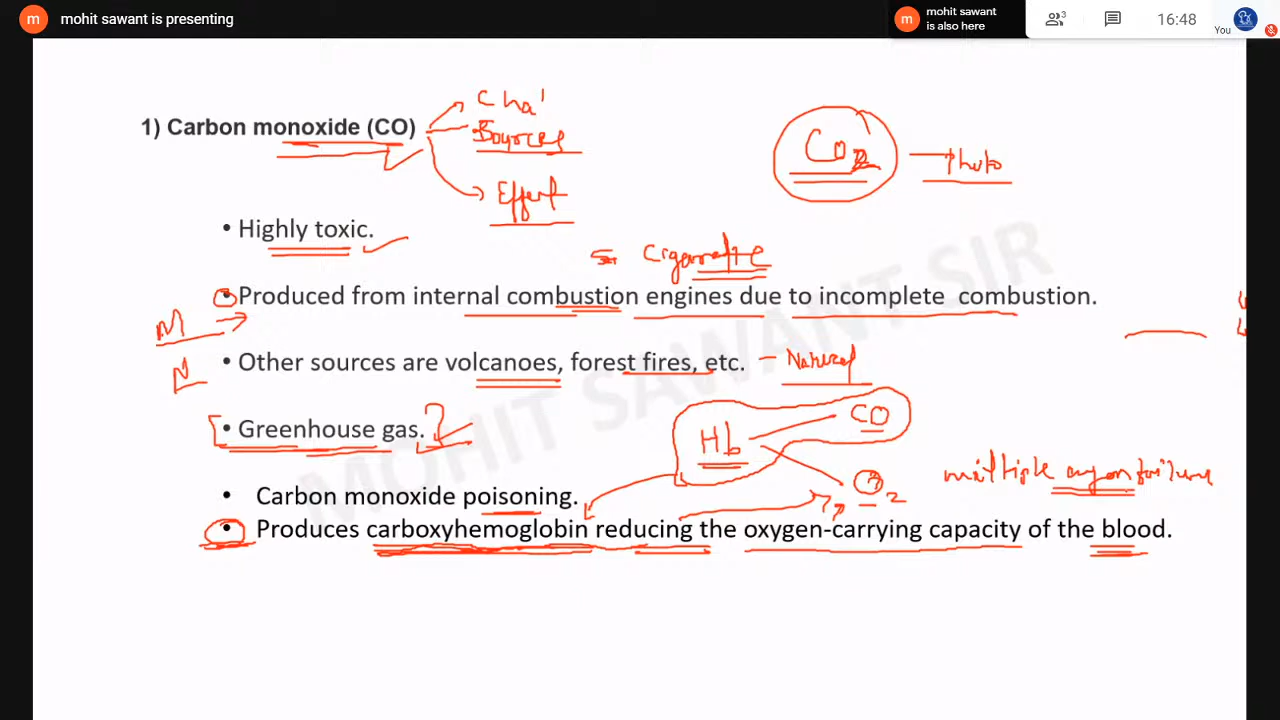 m mohit sawant is presenting
m mohit sawant is also here
3
16:48
You
1) Carbon monoxide (CO)
Cha'
Sources
Effect
CO2
Photo
• Highly toxic.
Cigarette
• Produced from internal combustion engines due to incomplete combustion.
M
• Other sources are volcanoes, forest fires, etc. – Natural
N
• Greenhouse gas. ?
Hb
CO
O2
multiple organ failure
• Carbon monoxide poisoning.
• Produces carboxyhemoglobin reducing the oxygen-carrying capacity of the blood.
MOHIT SAWANT SIR